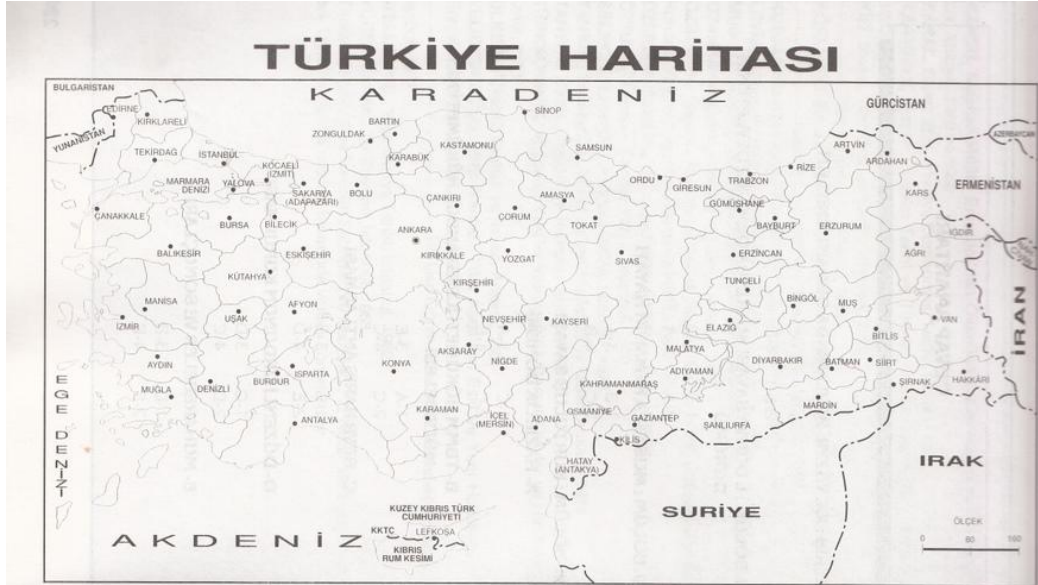 TÜRKİYE HARİTASI
BULGARİSTAN
KARADENİZ
GÜRCİSTAN
EDİRNE
KIRKLARELİ
YUNANİSTAN
SİNOP
BARTIN
ZONGULDAK
AZERBAYCAN
TEKİRDAĞ
İSTANBUL
KARABÜK
KASTAMONU
SAMSUN
ARTVİN
ARDAHAN
KOCAELİ
(İZMİT)
RİZE
MARMARA
DENİZİ
YALOVA
SAKARYA
(ADAPAZARI)
BOLU
ORDU
GİRESUN
TRABZON
ERMENİSTAN
KARS
ÇANKIRI
AMASYA
GÜMÜŞHANE
ÇANAKKALE
BURSA
BİLECİK
ÇORUM
TOKAT
BAYBURT
ERZURUM
IĞDIR
ANKARA
BALIKESİR
ESKİŞEHİR
KIRIKKALE
YOZGAT
SİVAS
ERZİNCAN
AĞRI
KÜTAHYA
KIRŞEHİR
TUNCELİ
MANİSA
AFYON
BİNGÖL
MUŞ
İZMİR
UŞAK
NEVŞEHİR
KAYSERİ
ELAZIĞ
VAN
İRAN
BİTLİS
AKSARAY
MALATYA
AYDIN
KONYA
NİĞDE
DİYARBAKIR
BATMAN
SİİRT
ISPARTA
ADIYAMAN
BURDUR
DENİZLİ
KAHRAMANMARAŞ
ŞIRNAK
HAKKÂRİ
EGE DENİZİ
MUĞLA
MARDİN
KARAMAN
İÇEL
(MERSİN)
ADANA
OSMANİYE
GAZİANTEP
ŞANLIURFA
ANTALYA
KİLİS
HATAY
(ANTAKYA)
IRAK
KUZEY KIBRIS TÜRK
CUMHURİYETİ
SURİYE
ÖLÇEK
KKTC
LEFKOŞA
AKDENİZ
KIBRIS
RUM KESİMİ
0 80 160